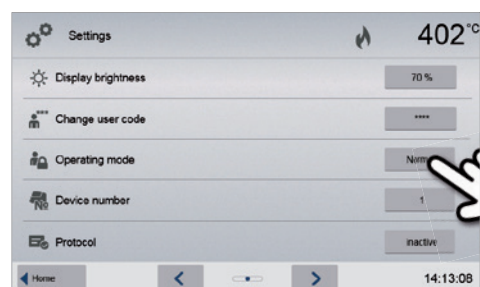 Settings 402 °C
Display brightness 70 %
Change user code ****
Operating mode
Device number 1
No
Protocol inactive
Home 14:13:08